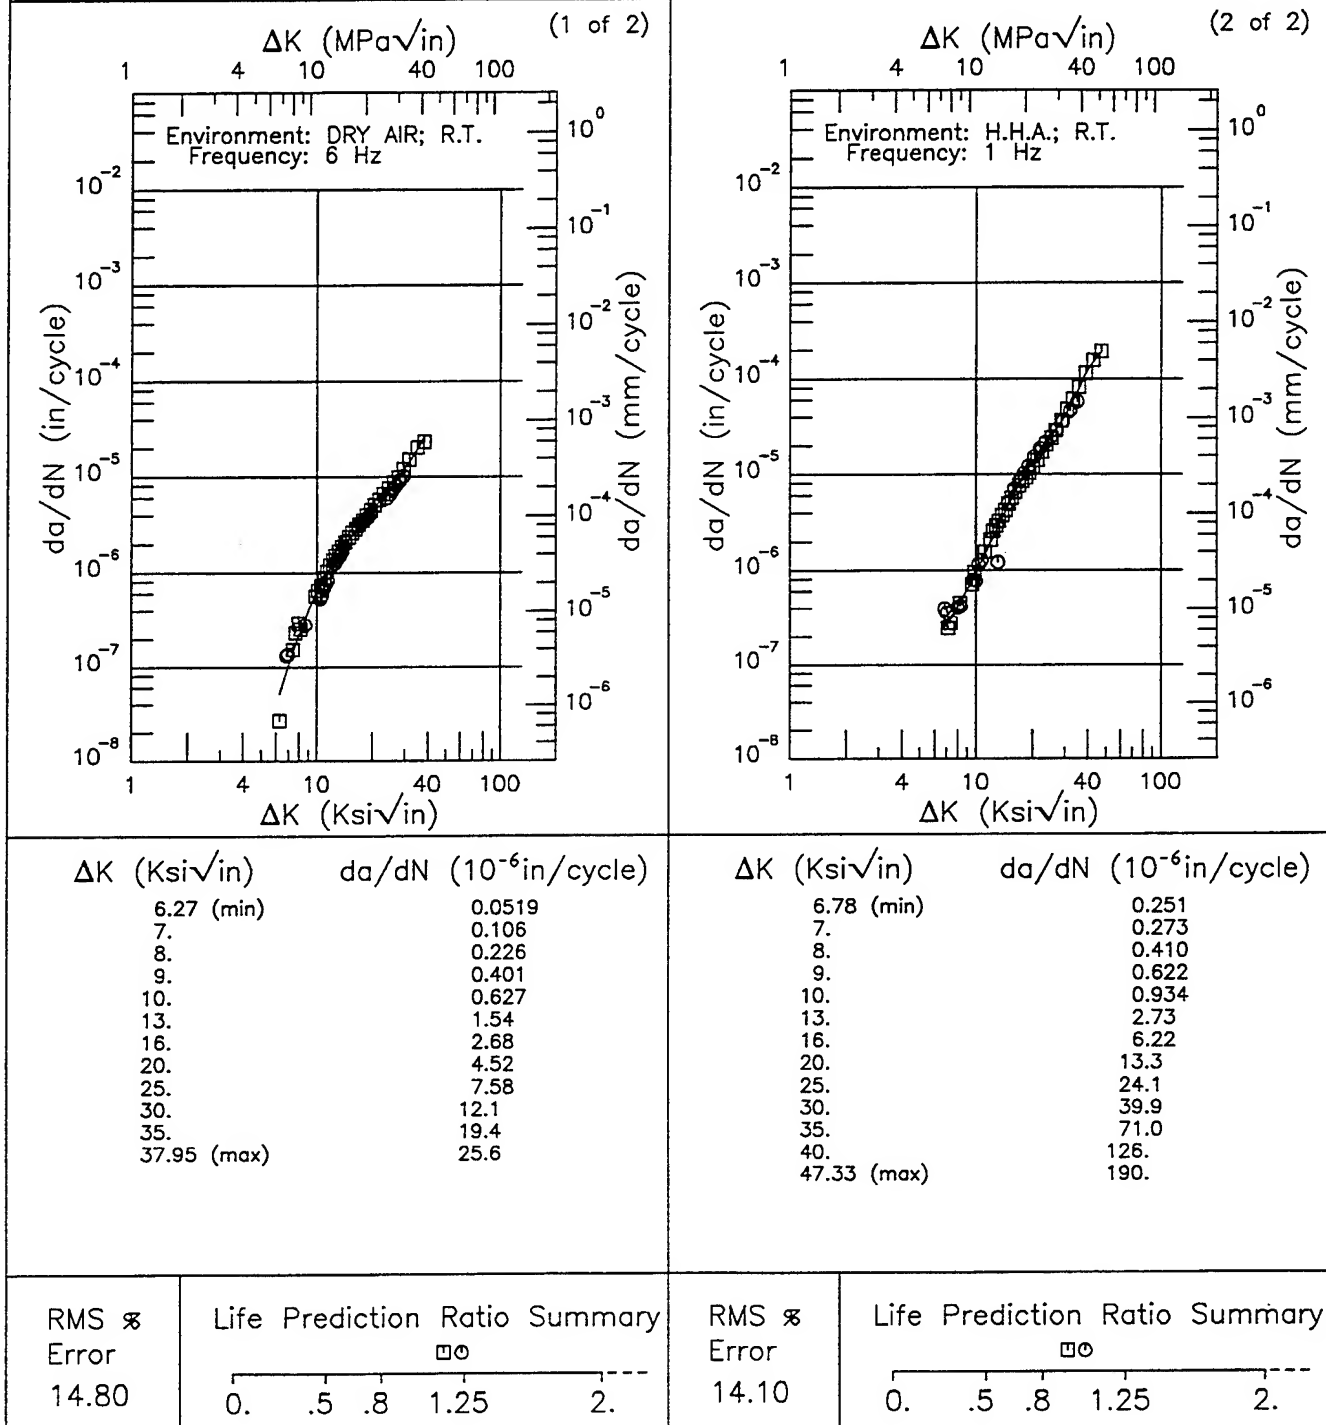 (1 of 2)
ΔK (MPa√in)
1 4 10 40 100
Environment: DRY AIR; R.T.
Frequency: 6 Hz
da/dN (in/cycle)
10⁻²
10⁻³
10⁻⁴
10⁻⁵
10⁻⁶
10⁻⁷
10⁻⁸
da/dN (mm/cycle)
10⁰
10⁻¹
10⁻²
10⁻³
10⁻⁴
10⁻⁵
10⁻⁶
1 4 10 40 100
ΔK (Ksi√in)
ΔK (Ksi√in) da/dN (10⁻⁶in/cycle)
6.27 (min) 0.0519
7. 0.106
8. 0.226
9. 0.401
10. 0.627
13. 1.54
16. 2.68
20. 4.52
25. 7.58
30. 12.1
35. 19.4
37.95 (max) 25.6
RMS %
Error
14.80
Life Prediction Ratio Summary
0. .5 .8 1.25 2.
(2 of 2)
ΔK (MPa√in)
1 4 10 40 100
Environment: H.H.A.; R.T.
Frequency: 1 Hz
da/dN (in/cycle)
10⁻²
10⁻³
10⁻⁴
10⁻⁵
10⁻⁶
10⁻⁷
10⁻⁸
da/dN (mm/cycle)
10⁰
10⁻¹
10⁻²
10⁻³
10⁻⁴
10⁻⁵
10⁻⁶
1 4 10 40 100
ΔK (Ksi√in)
ΔK (Ksi√in) da/dN (10⁻⁶in/cycle)
6.78 (min) 0.251
7. 0.273
8. 0.410
9. 0.622
10. 0.934
13. 2.73
16. 6.22
20. 13.3
25. 24.1
30. 39.9
35. 71.0
40. 126.
47.33 (max) 190.
RMS %
Error
14.10
Life Prediction Ratio Summary
0. .5 .8 1.25 2.